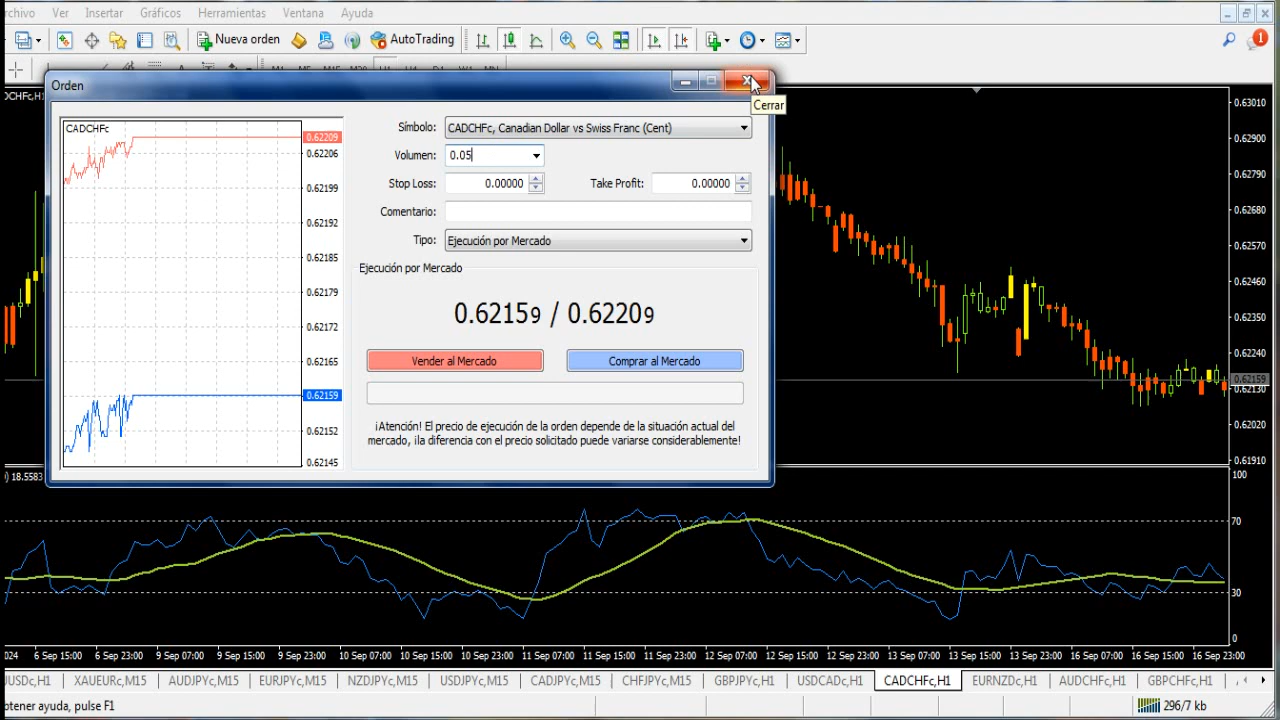 rchivo Ver Insertar Gráficos Herramientas Ventana Ayuda
Nueva orden AutoTrading 1
Orden
Cerrar
CADCHFc
0.62209
0.62206
0.62199
0.62192
0.62185
0.62179
0.62172
0.62165
0.62159
0.62152
0.62145
Símbolo: CADCHFc, Canadian Dollar vs Swiss Franc (Cent)
Volumen: 0.05
Stop Loss: 0.00000 Take Profit: 0.00000
Comentario:
Tipo: Ejecución por Mercado
Ejecución por Mercado
0.62159 / 0.62209
Vender al Mercado Comprar al Mercado
¡Atención! El precio de ejecución de la orden depende de la situación actual del
mercado, ¡la diferencia con el precio solicitado puede variarse considerablemente!
CADCHFc,H1
0.63010
0.62900
0.62790
0.62680
0.62570
0.62460
0.62350
0.62240
0.62159
0.62130
0.62020
0.61910
) 18.5583
100
70
30
0
024 6 Sep 15:00 6 Sep 23:00 9 Sep 07:00 9 Sep 15:00 9 Sep 23:00 10 Sep 07:00 10 Sep 15:00 10 Sep 23:00 11 Sep 07:00 11 Sep 15:00 11 Sep 23:00 12 Sep 07:00 12 Sep 15:00 12 Sep 23:00 13 Sep 07:00 13 Sep 15:00 13 Sep 23:00 16 Sep 07:00 16 Sep 15:00 16 Sep 23:00
UUSDc,H1 XAUEURc,M15 AUDJPYc,M15 EURJPYc,M15 NZDJPYc,M15 USDJPYc,M15 CADJPYc,M15 CHFJPYc,M15 GBPJPYc,H1 USDCADc,H1 CADCHFc,H1 EURNZDc,H1 AUDCHFc,H1 GBPCHFc,H1
btener ayuda, pulse F1 296/7 kb